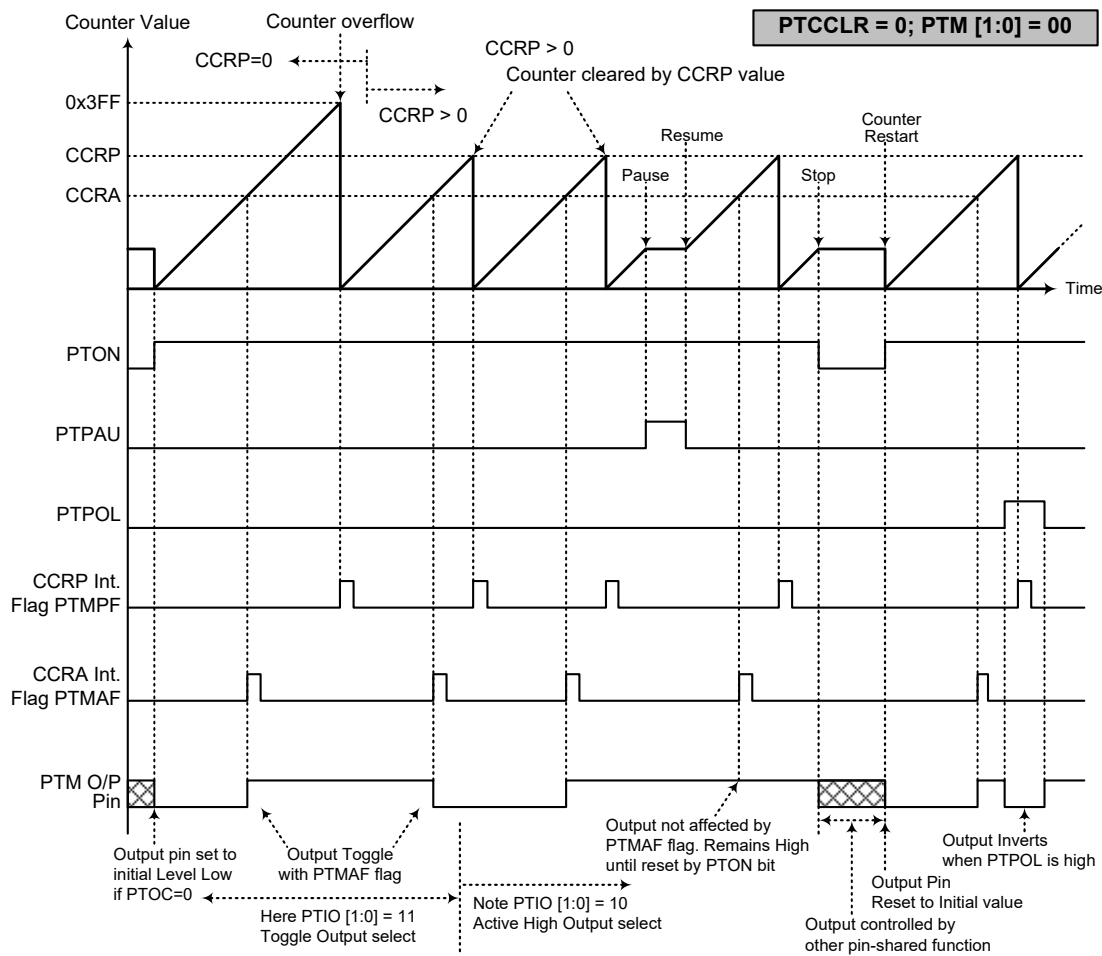 Counter Value
Counter overflow
PTCCLR = 0; PTM [1:0] = 00
CCRP=0
CCRP > 0
CCRP > 0
Counter cleared by CCRP value
0x3FF
CCRP
CCRA
Pause
Resume
Stop
Counter
Restart
Time
PTON
PTPAU
PTPOL
CCRP Int.
Flag PTMPF
CCRA Int.
Flag PTMAF
PTM O/P
Pin
Output pin set to
initial Level Low
if PTOC=0
Output Toggle
with PTMAF flag
Here PTIO [1:0] = 11
Toggle Output select
Note PTIO [1:0] = 10
Active High Output select
Output not affected by
PTMAF flag. Remains High
until reset by PTON bit
Output controlled by
other pin-shared function
Output Pin
Reset to Initial value
Output Inverts
when PTPOL is high